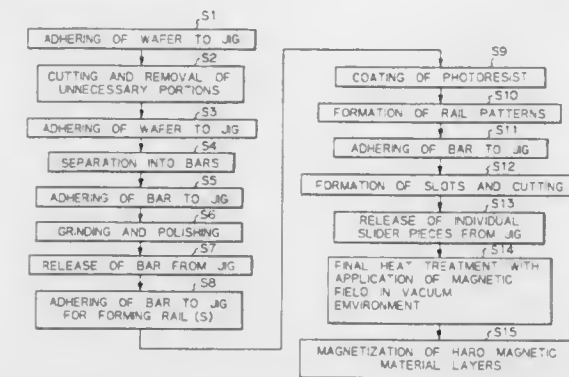 S1
ADHERING OF WAFER TO JIG
S2
CUTTING AND REMOVAL OF
UNNECESSARY PORTIONS
S3
ADHERING OF WAFER TO JIG
S4
SEPARATION INTO BARS
S5
ADHERING OF BAR TO JIG
S6
GRINDING AND POLISHING
S7
RELEASE OF BAR FROM JIG
S8
ADHERING OF BAR TO JIG
FOR FORMING RAIL (S)
S9
COATING OF PHOTORESIST
S10
FORMATION OF RAIL PATTERNS
S11
ADHERING OF BAR TO JIG
S12
FORMATION OF SLOTS AND CUTTING
S13
RELEASE OF INDIVIDUAL
SLIDER PIECES FROM JIG
S14
FINAL HEAT TREATMENT WITH
APPLICATION OF MAGNETIC
FIELD IN VACUUM
ENVIRONMENT
S15
MAGNETIZATION OF HARD MAGNETIC
MATERIAL LAYERS